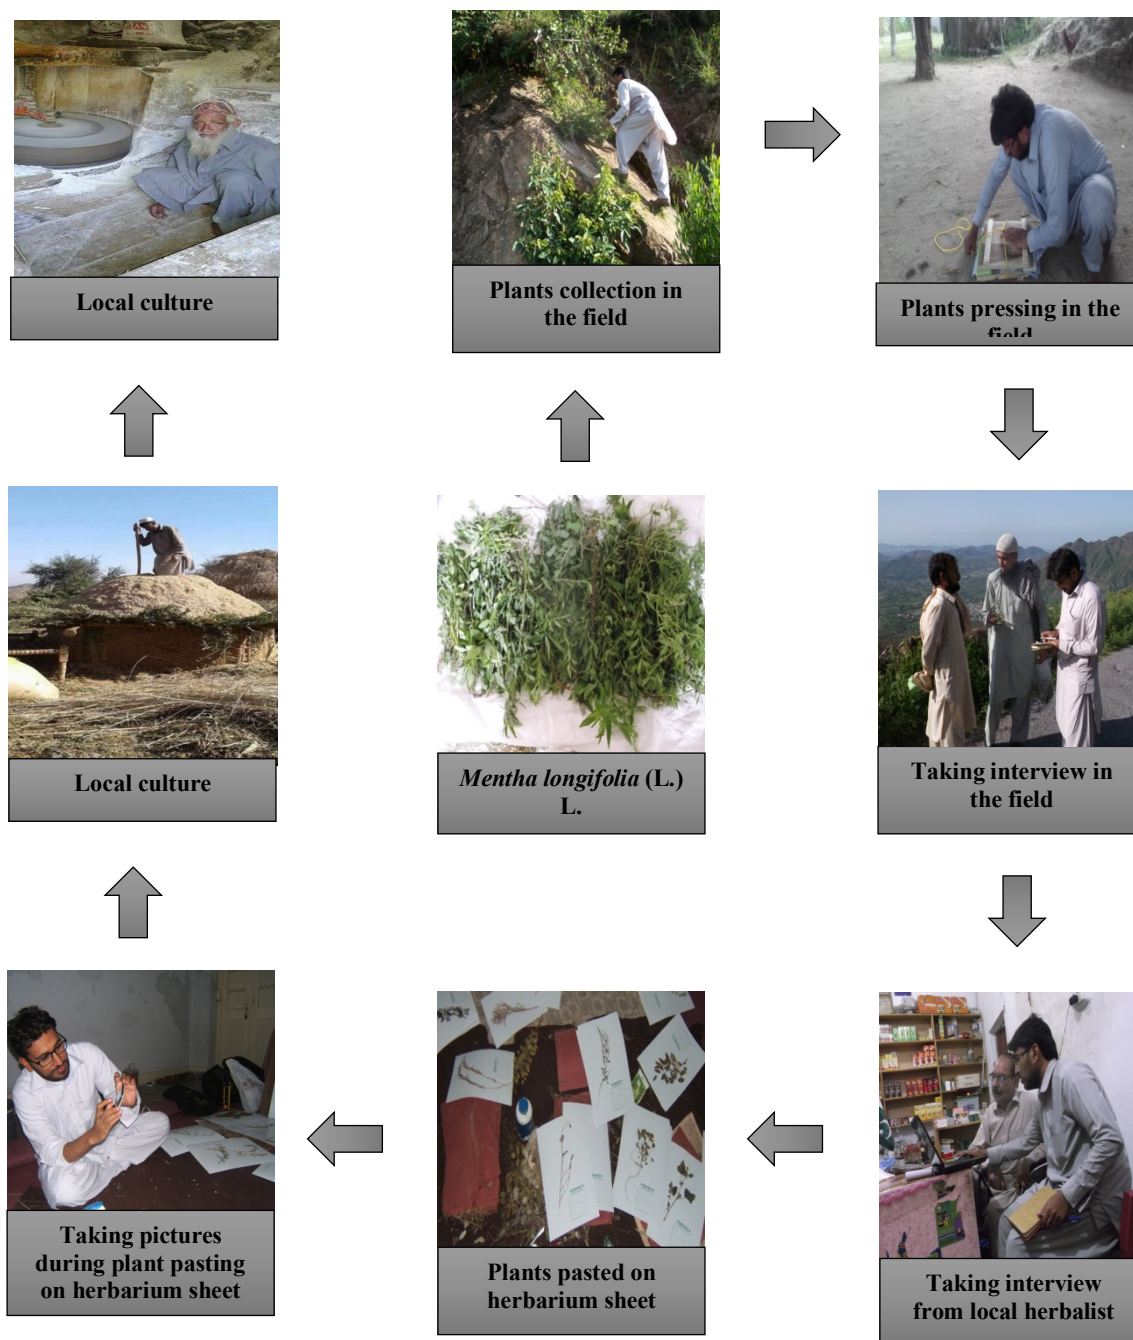 Local culture
Plants collection in
the field
Plants pressing in the
field
Local culture
Mentha longifolia (L.)
L.
Taking interview in
the field
Taking pictures
during plant pasting
on herbarium sheet
Plants pasted on
herbarium sheet
Taking interview
from local herbalist